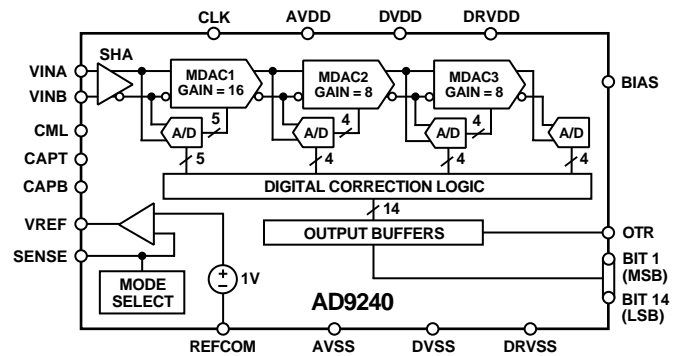 CLK AVDD DVDD DRVDD
SHA
VINA
VINB
MDAC1
GAIN = 16
MDAC2
GAIN = 8
MDAC3
GAIN = 8
BIAS
CML
CAPT
CAPB
A/D 5
A/D 4
A/D 4
A/D
5 4 4 4
DIGITAL CORRECTION LOGIC
14
VREF
SENSE
OUTPUT BUFFERS
OTR
BIT 1
(MSB)
BIT 14
(LSB)
MODE
SELECT
+
−
1V
AD9240
REFCOM AVSS DVSS DRVSS